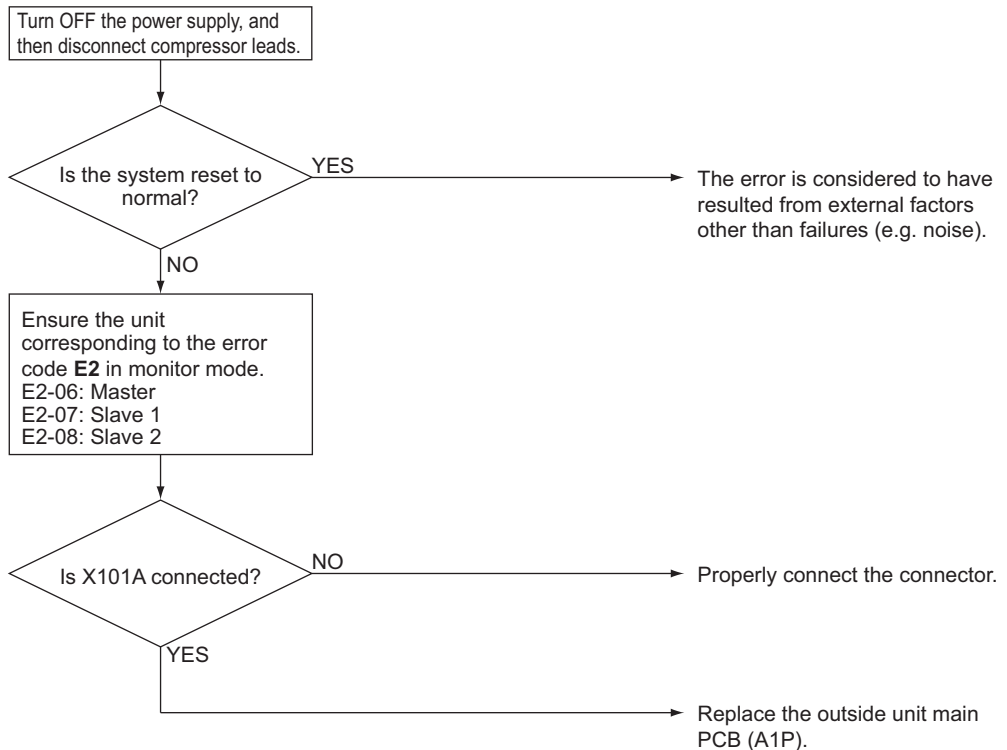 Turn OFF the power supply, and
then disconnect compressor leads.
Is the system reset to
normal?
YES
The error is considered to have
resulted from external factors
other than failures (e.g. noise).
NO
Ensure the unit
corresponding to the error
code E2 in monitor mode.
E2-06: Master
E2-07: Slave 1
E2-08: Slave 2
Is X101A connected?
NO
Properly connect the connector.
YES
Replace the outside unit main
PCB (A1P).